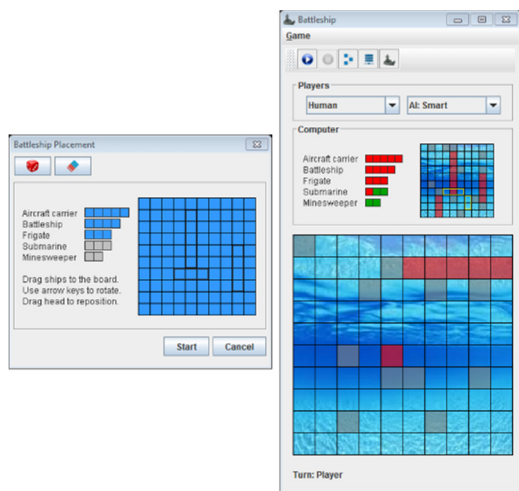 Battleship Placement
Aircraft carrier
Battleship
Frigate
Submarine
Minesweeper
Drag ships to the board.
Use arrow keys to rotate.
Drag head to reposition.
Start
Cancel
Battleship
Game
Players
Human
AI: Smart
Computer
Aircraft carrier
Battleship
Frigate
Submarine
Minesweeper
Turn: Player